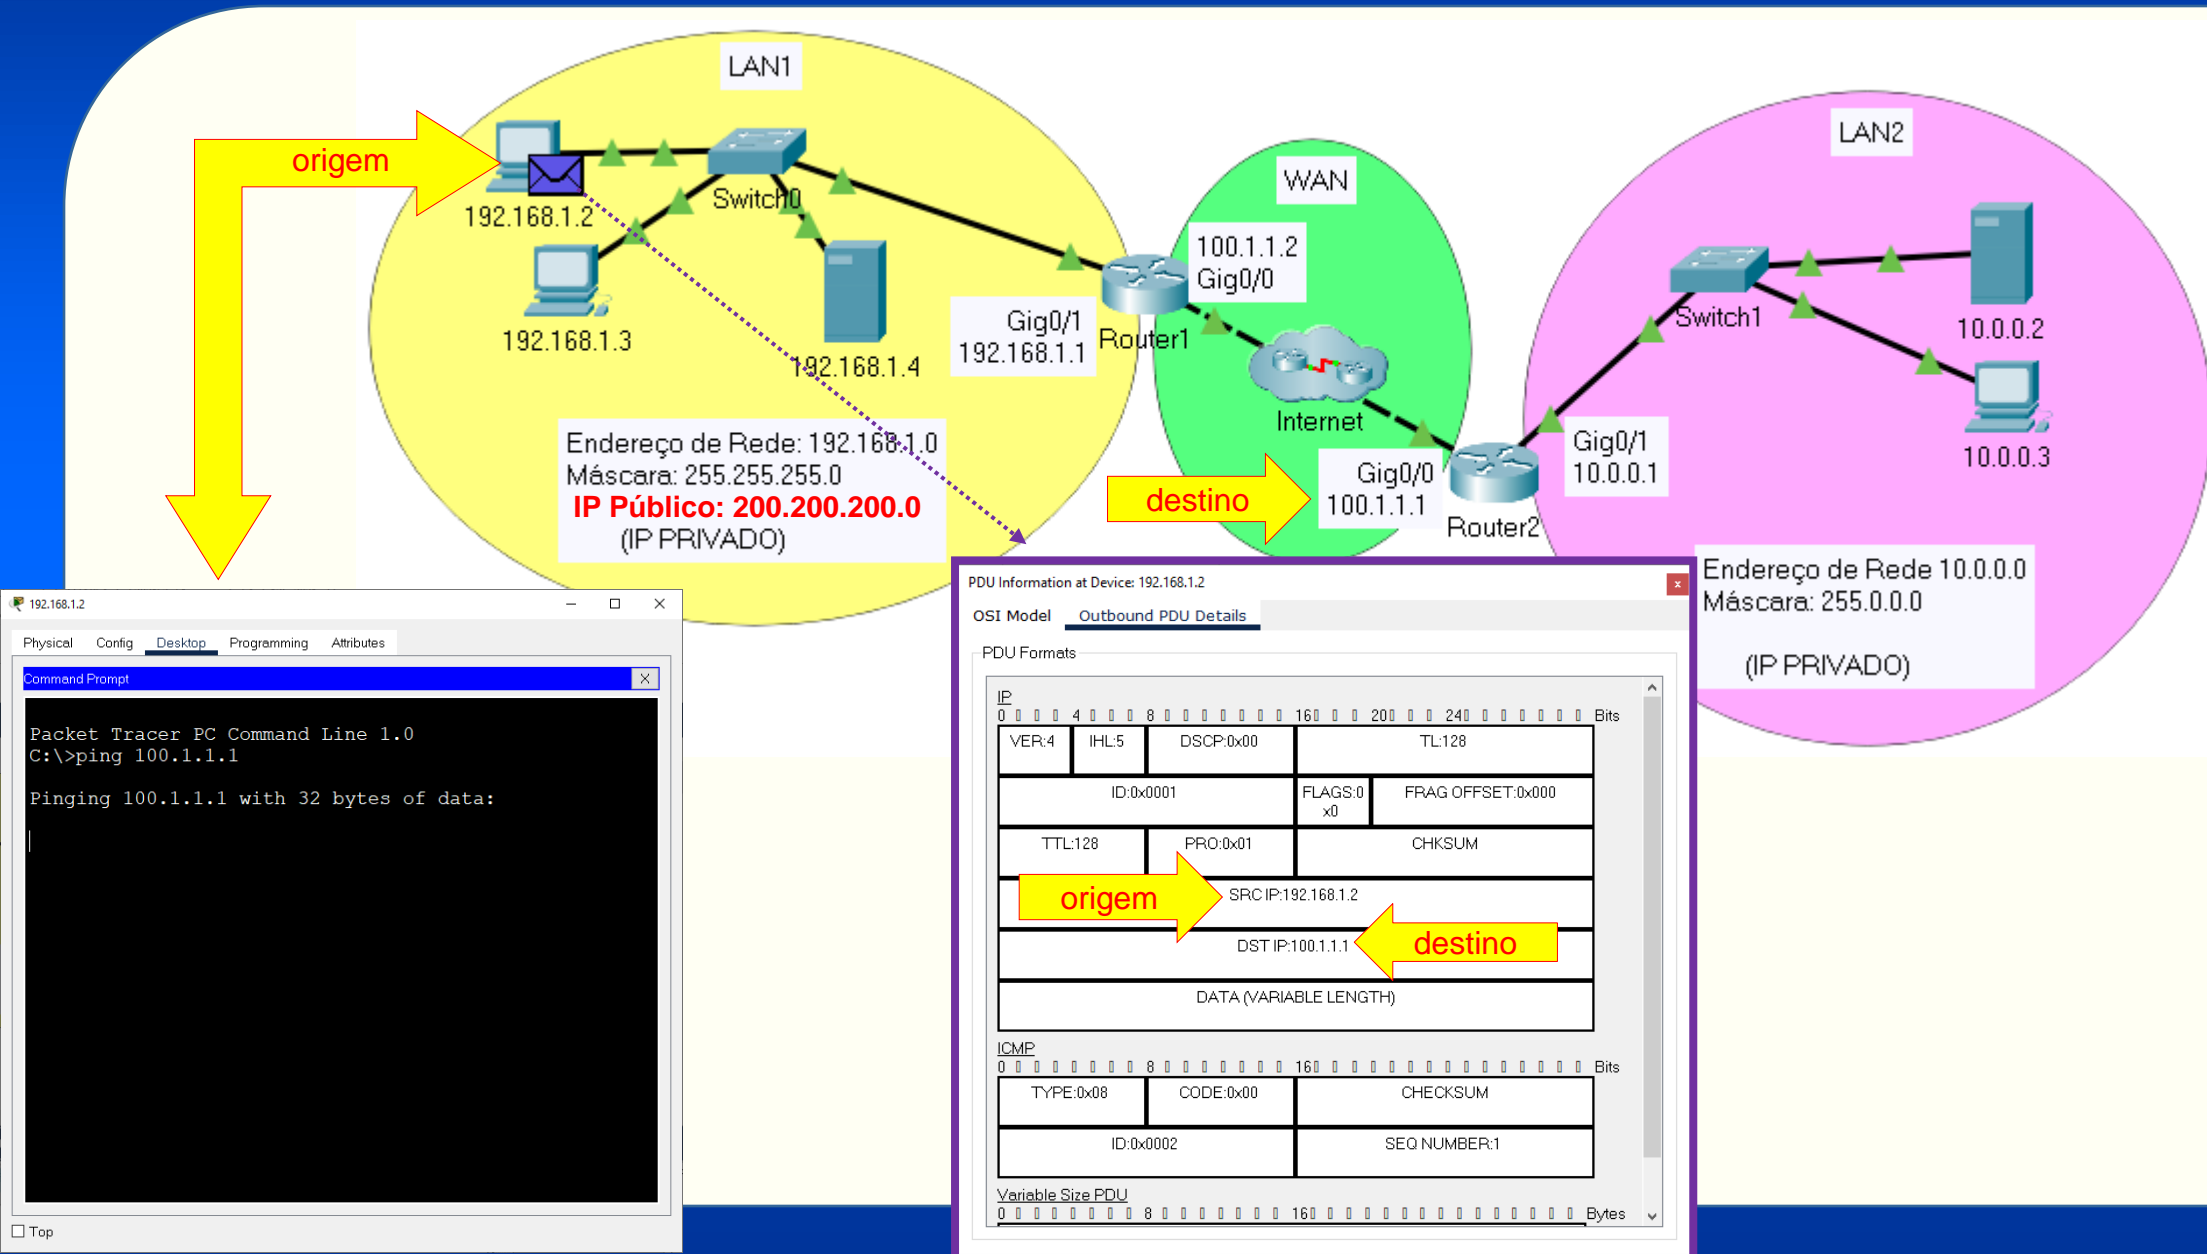 LAN1
origem
192.168.1.2
Switch0
192.168.1.3
192.168.1.4
Gig0/1
192.168.1.1
Router1
Endereço de Rede: 192.168.1.0
Máscara: 255.255.255.0
IP Público: 200.200.200.0
(IP PRIVADO)
WAN
100.1.1.2
Gig0/0
Internet
destino
Gig0/0
100.1.1.1
Router2
LAN2
Switch1
10.0.0.2
10.0.0.3
Gig0/1
10.0.0.1
Endereço de Rede 10.0.0.0
Máscara: 255.0.0.0
(IP PRIVADO)
192.168.1.2
Physical Config Desktop Programming Attributes
Command Prompt X
Packet Tracer PC Command Line 1.0
C:\>ping 100.1.1.1
Pinging 100.1.1.1 with 32 bytes of data:
Top
PDU Information at Device: 192.168.1.2
OSI Model Outbound PDU Details
PDU Formats
IP
0 4 8 16 20 24 Bits
VER:4 IHL:5 DSCP:0x00 TL:128
ID:0x0001 FLAGS:0x0 FRAG OFFSET:0x000
TTL:128 PRO:0x01 CHKSUM
origem SRC IP:192.168.1.2
DST IP:100.1.1.1 destino
DATA (VARIABLE LENGTH)
ICMP
0 8 16 Bits
TYPE:0x08 CODE:0x00 CHECKSUM
ID:0x0002 SEQ NUMBER:1
Variable Size PDU
0 8 16 Bytes